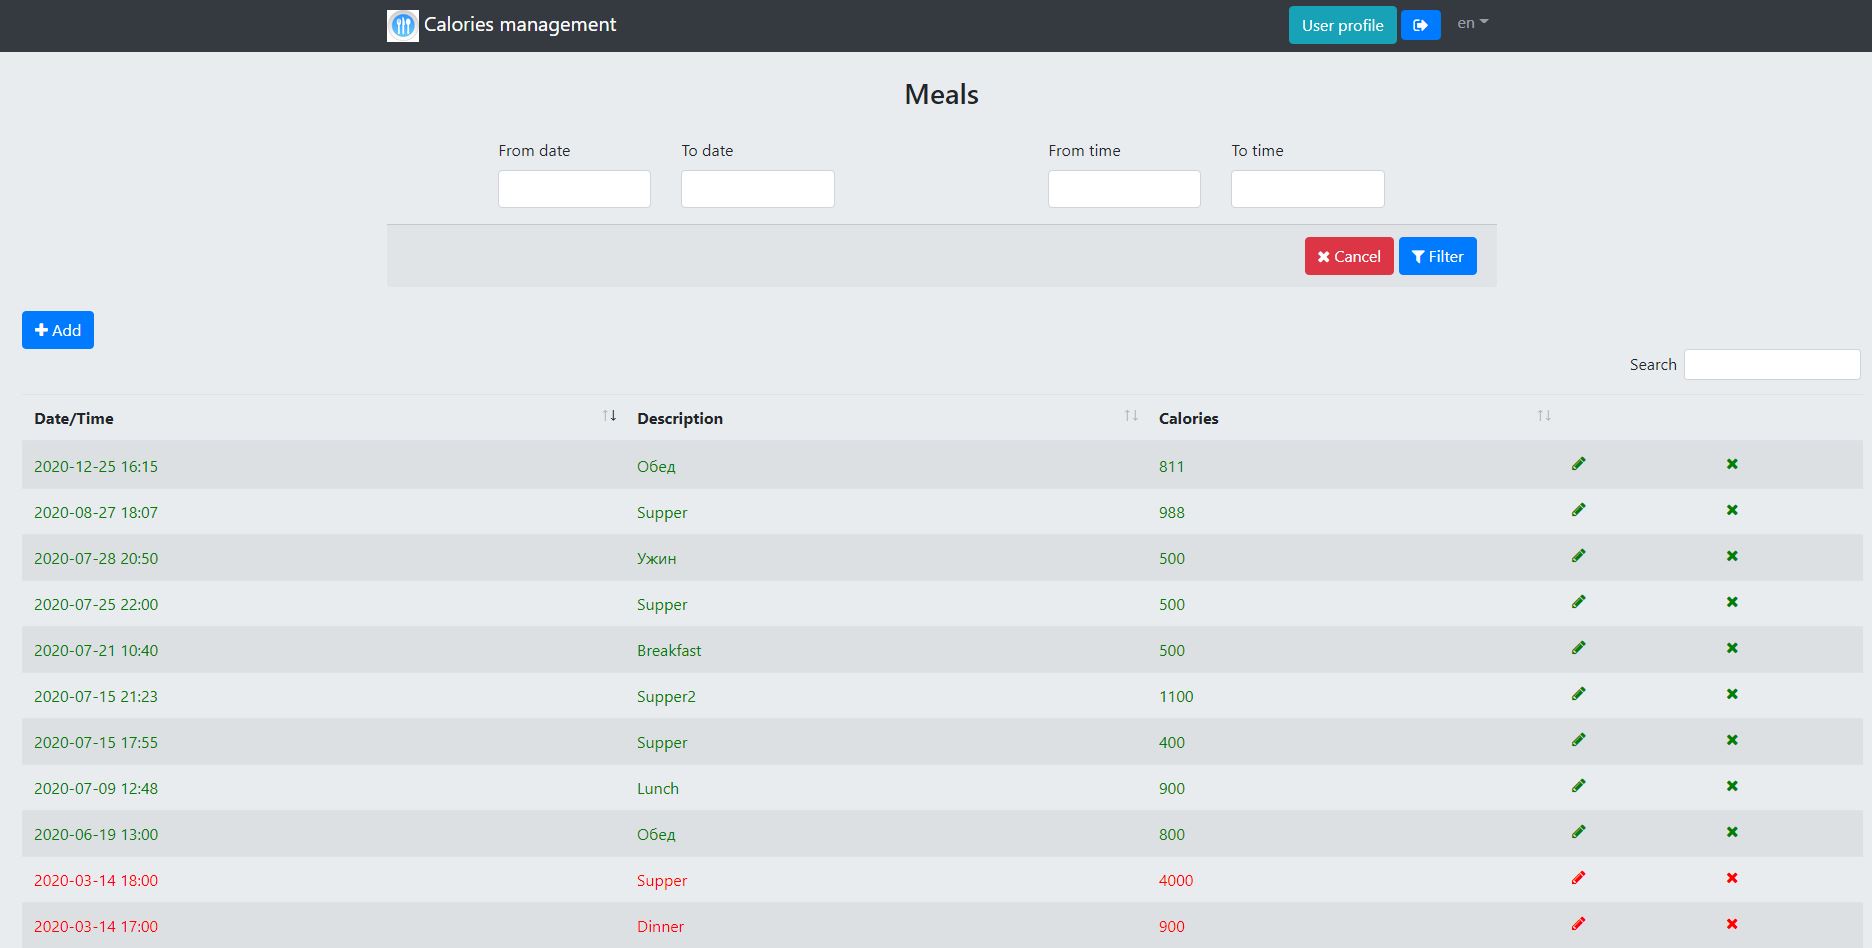 Calories management User profile en
Meals
From date To date From time To time
Cancel Filter
Add
Search
Date/Time Description Calories
2020-12-25 16:15 Обед 811
2020-08-27 18:07 Supper 988
2020-07-28 20:50 Ужин 500
2020-07-25 22:00 Supper 500
2020-07-21 10:40 Breakfast 500
2020-07-15 21:23 Supper2 1100
2020-07-15 17:55 Supper 400
2020-07-09 12:48 Lunch 900
2020-06-19 13:00 Обед 800
2020-03-14 18:00 Supper 4000
2020-03-14 17:00 Dinner 900